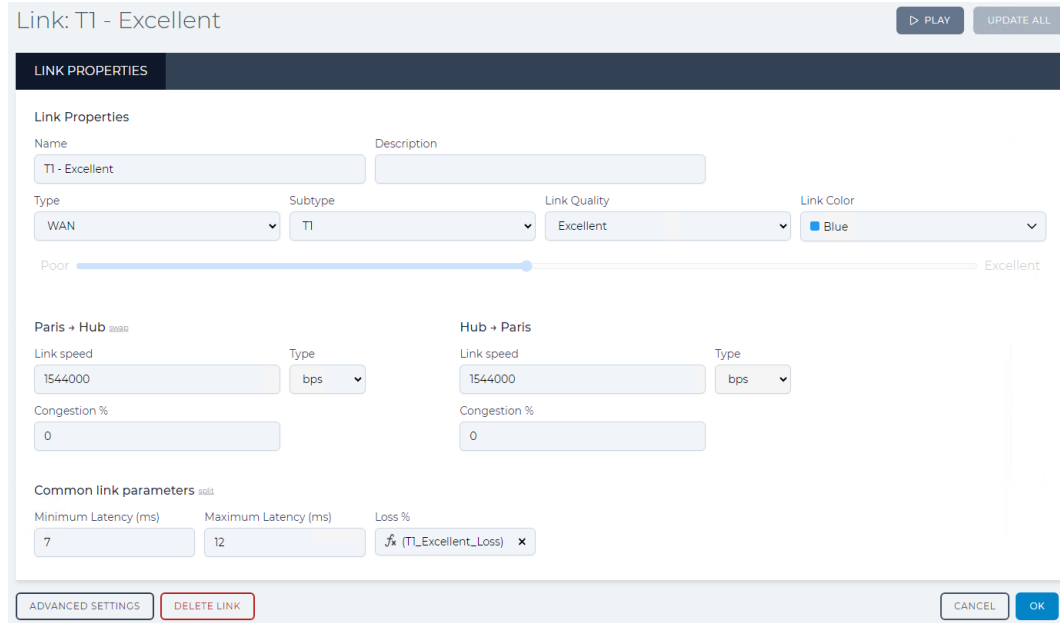 Link: T1 - Excellent
PLAY
UPDATE ALL
LINK PROPERTIES
Link Properties
Name
Description
T1 - Excellent
Type
Subtype
Link Quality
Link Color
WAN
T1
Excellent
Blue
Poor
Excellent
Paris → Hub swap
Hub → Paris
Link speed
Type
Link speed
Type
1544000
bps
1544000
bps
Congestion %
Congestion %
0
0
Common link parameters split
Minimum Latency (ms)
Maximum Latency (ms)
Loss %
7
12
fx (T1_Excellent_Loss) ×
ADVANCED SETTINGS
DELETE LINK
CANCEL
OK